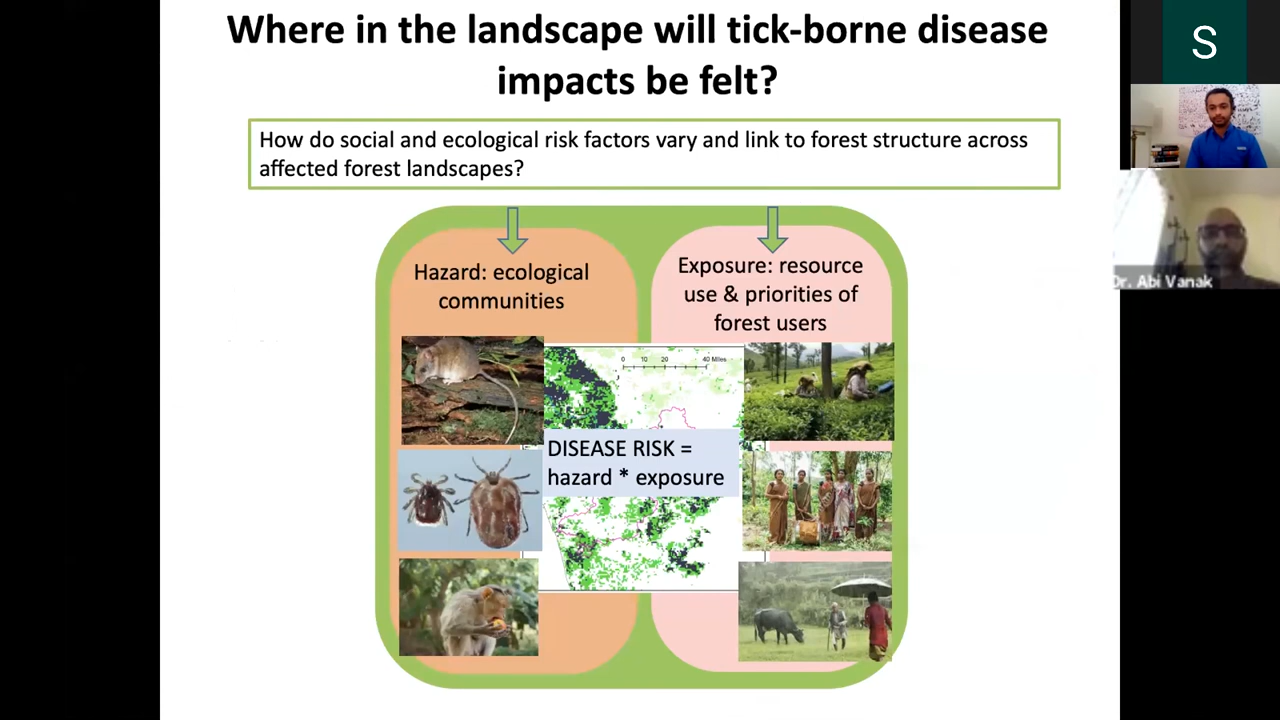 Where in the landscape will tick-borne disease
impacts be felt?
S
How do social and ecological risk factors vary and link to forest structure across
affected forest landscapes?
Hazard: ecological
communities
Exposure: resource
use & priorities of
forest users
Dr. Abi Vanak
0 10 20 40 Miles
DISEASE RISK =
hazard * exposure